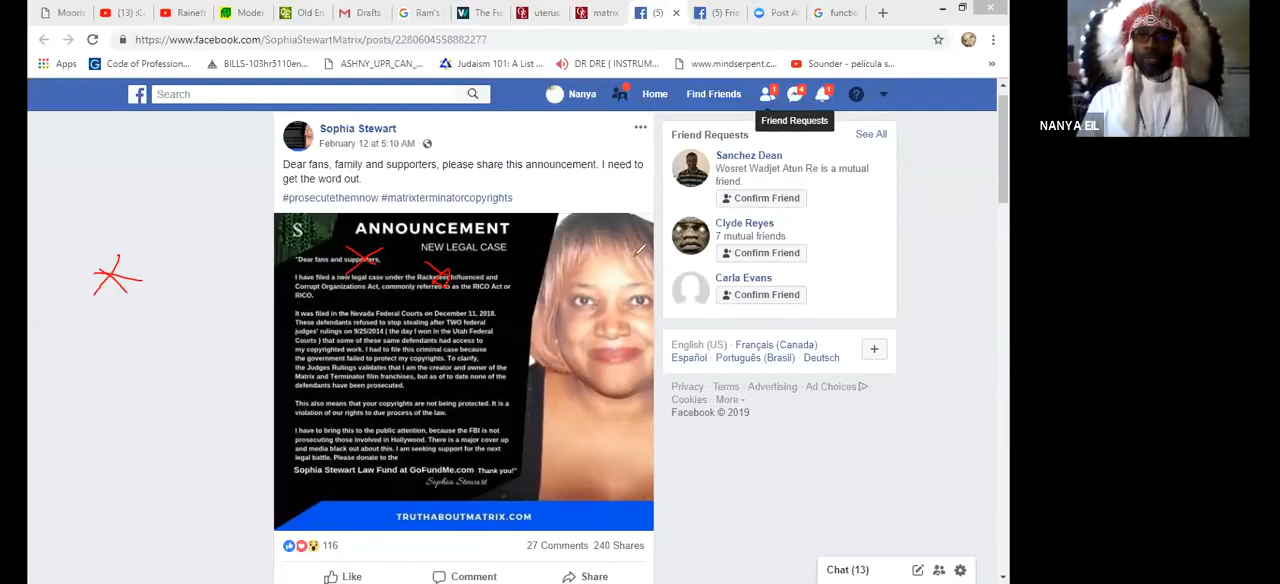 Mooris
(13) :C
Rainett
Moder
Old En
Drafts
Ram's
The Fu
uterus
matrix
(5)
(5) Frie
Post A
functio
https://www.facebook.com/SophiaStewartMatrix/posts/2280604558882277
Apps
Code of Profession...
BILLS-103hr5110en...
ASHNY_UPR_CAN_...
Judaism 101: A List ...
DR DRE ( INSTRUM...
www.mindserpent.c...
Sounder - película s...
»
Search
Nanya
Home
Find Friends
1
4
1
Friend Requests
NANYA EIL
Sophia Stewart
February 12 at 5:10 AM ·
Dear fans, family and supporters, please share this announcement. I need to
get the word out.
#prosecutethemnow #matrixterminatorcopyrights
S
ANNOUNCEMENT
NEW LEGAL CASE
"Dear fans and supporters,
I have filed a new legal case under the Racketeer Influenced and
Corrupt Organizations Act, commonly referred to as the RICO Act or
RICO.
It was filed in the Nevada Federal Courts on December 11, 2018.
These defendants refused to stop stealing after TWO federal
judges' rulings on 9/25/2014 ( the day I won in the Utah Federal
Courts ) that some of these same defendants had access to
my copyrighted work. I had to file this criminal case because
the government failed to protect my copyrights. To clarify,
the Judges Rulings validates that I am the creator and owner of the
Matrix and Terminator film franchises, but as of to date none of the
defendants have been prosecuted.
This also means that your copyrights are not being protected. It is a
violation of our rights to due process of the law.
I have to bring this to the public attention, because the FBI is not
prosecuting those involved in Hollywood. There is a major cover up
and media black out about this. I am seeking support for the next
legal battle. Please donate to the
Sophia Stewart Law Fund at GoFundMe.com Thank you!"
Sophia Stewart
TRUTHABOUTMATRIX.COM
116
27 Comments 240 Shares
Like
Comment
Share
Friend Requests
See All
Sanchez Dean
Wosret Wadjet Atun Re is a mutual
friend.
Confirm Friend
Clyde Reyes
7 mutual friends
Confirm Friend
Carla Evans
Confirm Friend
English (US) · Français (Canada)
Español · Português (Brasil) · Deutsch
Privacy · Terms · Advertising · Ad Choices ·
Cookies · More
Facebook © 2019
Chat (13)